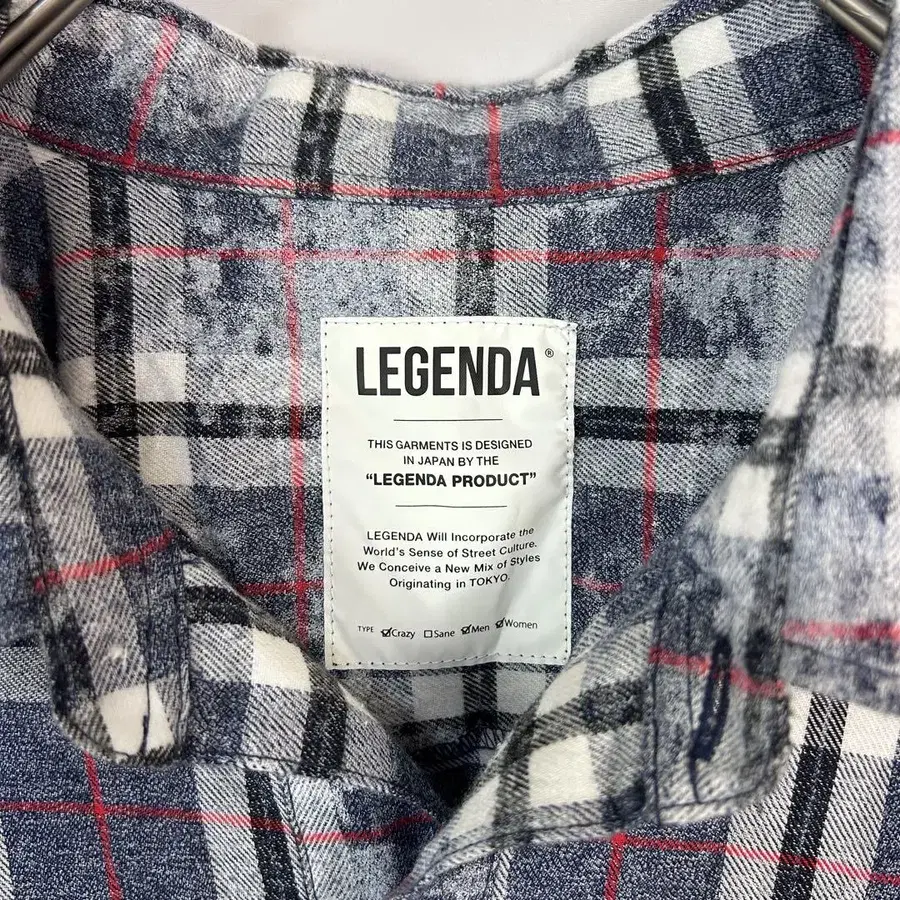 LEGENDA®
THIS GARMENTS IS DESIGNED
IN JAPAN BY THE
“LEGENDA PRODUCT”
LEGENDA Will Incorporate the
World's Sense of Street Culture.
We Conceive a New Mix of Styles
Originating in TOKYO.
TYPE ☑Crazy ☐Sane ☑Men ☑Women